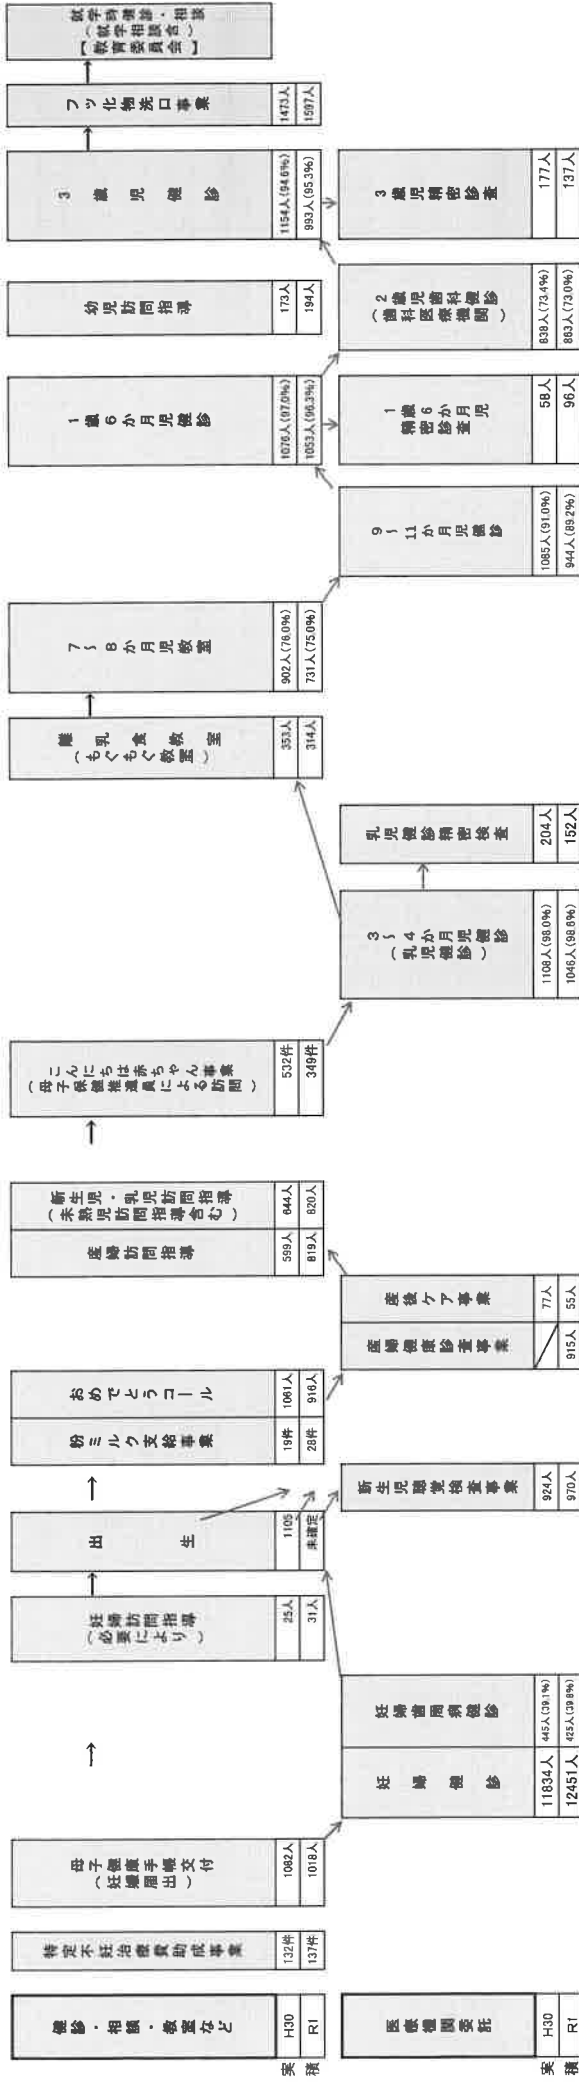 健診・相談・教室など
実績
H30
R1
特定不妊治療費助成事業
132件
137件
母子健康手帳交付
(妊娠届出)
1082人
1018人
→
妊婦訪問指導
(必要により)
25人
31人
→
出生
1105
未確定
→
粉ミルク支給事業
19件
28件
おめでとうコール
1061人
916人
産婦訪問指導
599人
819人
新生児・乳児訪問指導
(未熟児訪問指導含む)
644人
820人
→
こんにちは赤ちゃん事業
(母子保健推進員による訪問)
532件
349件
離乳食教室
(もぐもぐ教室)
353人
314人
→
7~8か月児教室
902人(76.0%)
731人(75.0%)
1歳6か月児健診
1076人(97.0%)
1053人(96.3%)
幼児訪問指導
173人
194人
3歳児健診
1154人(94.6%)
993人(95.3%)
→
フッ化物洗口事業
1473人
1597人
→
就学時健診・相談
(就学相談含)
【教育委員会】
医療機関委託
実績
H30
R1
妊婦健診
11834人
12451人
妊婦歯周病健診
445人(39.1%)
425人(39.8%)
新生児聴覚検査事業
924人
970人
産婦健康診査事業
915人
産後ケア事業
77人
55人
3~4か月児健診
(乳児健診)
1108人(98.0%)
1046人(98.6%)
乳児健診精密検査
204人
152人
9~11か月児健診
1085人(91.0%)
944人(89.2%)
1歳6か月児
精密診査
58人
96人
2歳児歯科健診
(歯科医療機関)
838人(73.4%)
863人(73.0%)
3歳児精密診査
177人
137人